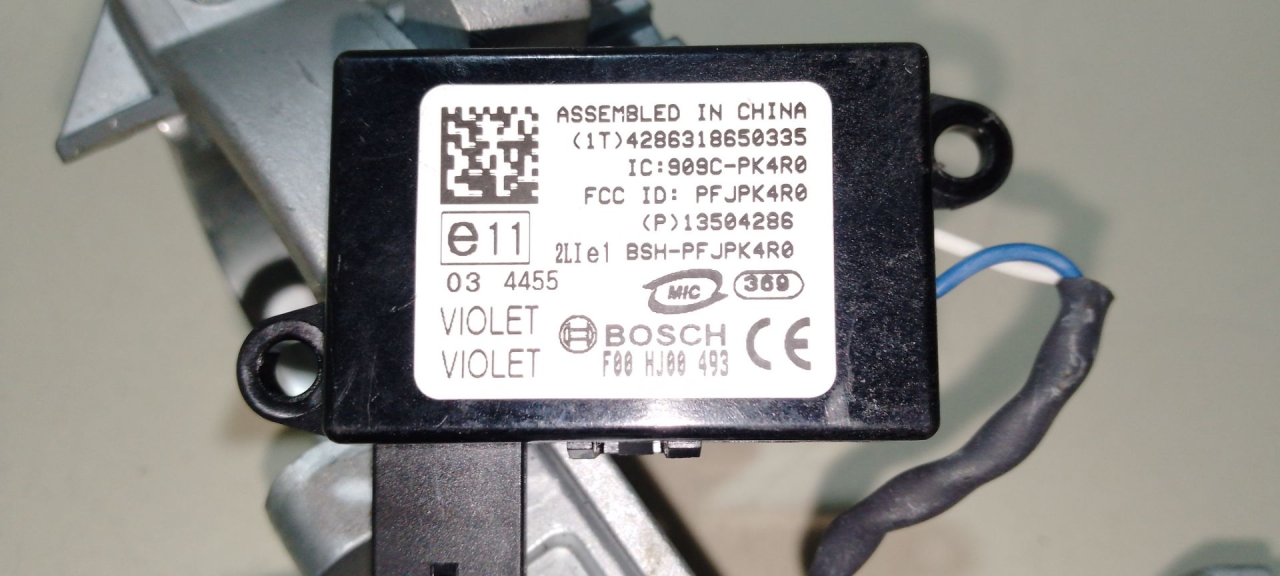 ASSEMBLED IN CHINA
(1T)4286318650335
IC:909C-PK4R0
FCC ID: PFJPK4R0
(P)13504286
e11
2LIe1 BSH-PFJPK4R0
03 4455
MIC 369
VIOLET
BOSCH CE
VIOLET
F00 HJ00 493